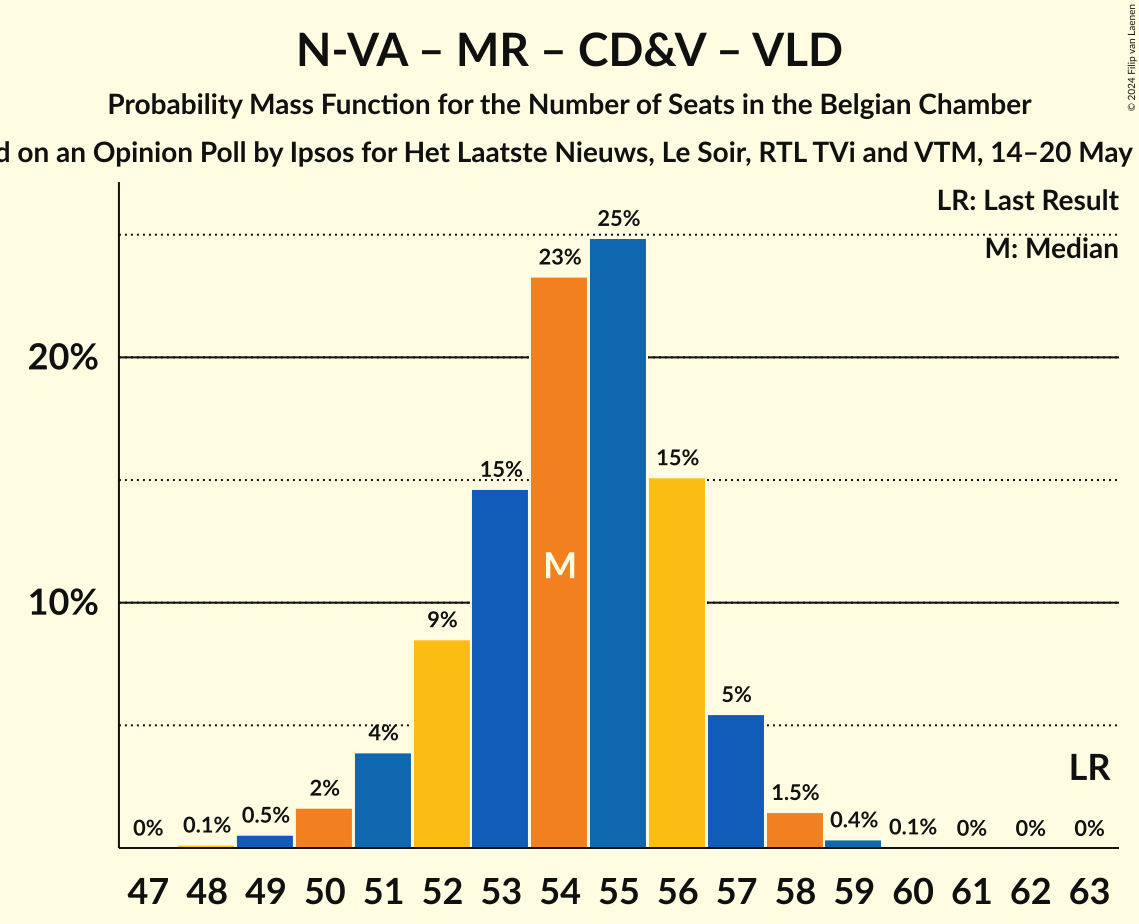 N-VA – MR – CD&V – VLD
Probability Mass Function for the Number of Seats in the Belgian Chamber
on an Opinion Poll by Ipsos for Het Laatste Nieuws, Le Soir, RTL TVi and VTM, 14–20 May
© 2024 Filip van Laenen
LR: Last Result
M: Median
25%
23%
20%
15%
15%
M
10%
9%
5%
4%
LR
2%
1.5%
0.5%
0.4%
0% 0.1% 0.1% 0% 0% 0%
47 48 49 50 51 52 53 54 55 56 57 58 59 60 61 62 63